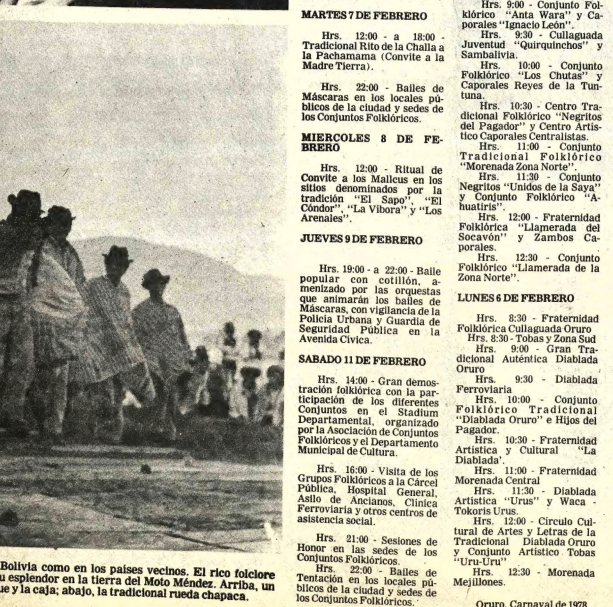 MARTES 7 DE FEBRERO
Hrs. 12:00 - a 18:00 -
Tradicional Rito de la Challa a
la Pachamama (Convite a la
Madre Tierra).
Hrs. 22:00 - Bailes de
Máscaras en los locales pú-
blicos de la ciudad y sedes de
los Conjuntos Folklóricos.
MIERCOLES 8 DE FE-
BRERO
Hrs. 12:00 - Ritual de
Convite a los Mallcus en los
sitios denominados por la
tradición "El Sapo", "El
Cóndor", "La Vibora" y "Los
Arenales".
JUEVES 9 DE FEBRERO
Hrs. 19:00 - a 22:00 - Baile
popular con cotillón, a-
menizado por las orquestas
que animarán los bailes de
Máscaras, con vigilancia de la
Policia Urbana y Guardia de
Seguridad Pública en la
Avenida Cívica.
SABADO 11 DE FEBRERO
Hrs. 14:00 - Gran demos-
tración folklórica con la par-
ticipación de los diferentes
Conjuntos en el Stadium
Departamental, organizado
por la Asociación de Conjuntos
Folklóricos y el Departamento
Municipal de Cultura.
Hrs. 16:00 - Visita de los
Grupos Folklóricos a la Cárcel
Pública, Hospital General,
Asilo de Ancianos, Clínica
Ferroviaria y otros centros de
asistencia social.
Hrs. 21:00 - Sesiones de
Honor en las sedes de los
Conjuntos Folklóricos.
Hrs. 22:00 - Bailes de
Tentación en los locales pú-
blicos de la ciudad y sedes de
los Conjuntos Folklóricos.
Hrs. 9:00 - Conjunto Fol-
klórico "Anta Wara" y Ca-
porales "Ignacio León".
Hrs. 9:30 - Cullaguada
Juventud "Quirquinchos" y
Sambalivia.
Hrs. 10:00 - Conjunto
Folklórico "Los Chutas" y
Caporales Reyes de la Tun-
tuna.
Hrs. 10:30 - Centro Tra-
dicional Folklórico "Negritos
del Pagador" y Centro Artis-
tico Caporales Centralistas.
Hrs. 11:00 - Conjunto
Tradicional Folklórico
"Morenada Zona Norte".
Hrs. 11:30 - Conjunto
Negritos "Unidos de la Saya"
y Conjunto Folklórico "A-
huatiris".
Hrs. 12:00 - Fraternidad
Folklórica "Llamerada del
Socavón" y Zambos Ca-
porales.
Hrs. 12:30 - Conjunto
Folklórico "Llamerada de la
Zona Norte".
LUNES 6 DE FEBRERO
Hrs. 8:30 - Fraternidad
Folklórica Cullaguada Oruro
Hrs. 8:30 - Tobas y Zona Sud
Hrs. 9:00 - Gran Tra-
dicional Auténtica Diablada
Oruro
Hrs. 9:30 - Diablada
Ferroviaria
Hrs. 10:00 - Conjunto
Folklórico Tradicional
"Diablada Oruro" e Hijos del
Pagador.
Hrs. 10:30 - Fraternidad
Artística y Cultural "La
Diablada'.
Hrs. 11:00 - Fraternidad
Morenada Central
Hrs. 11:30 - Diablada
Artística "Urus" y Waca -
Tokoris Urus.
Hrs. 12:00 - Círculo Cul-
tural de Artes y Letras de la
Tradicional Diablada Oruro
y Conjunto Artístico Tobas
"Uru-Uru"
Hrs. 12:30 - Morenada
Mejillones.
Oruro, Carnaval de 1978
Bolivia como en los países vecinos. El rico folclore
u esplendor en la tierra del Moto Méndez. Arriba, un
ue y la caja; abajo, la tradicional rueda chapaca.